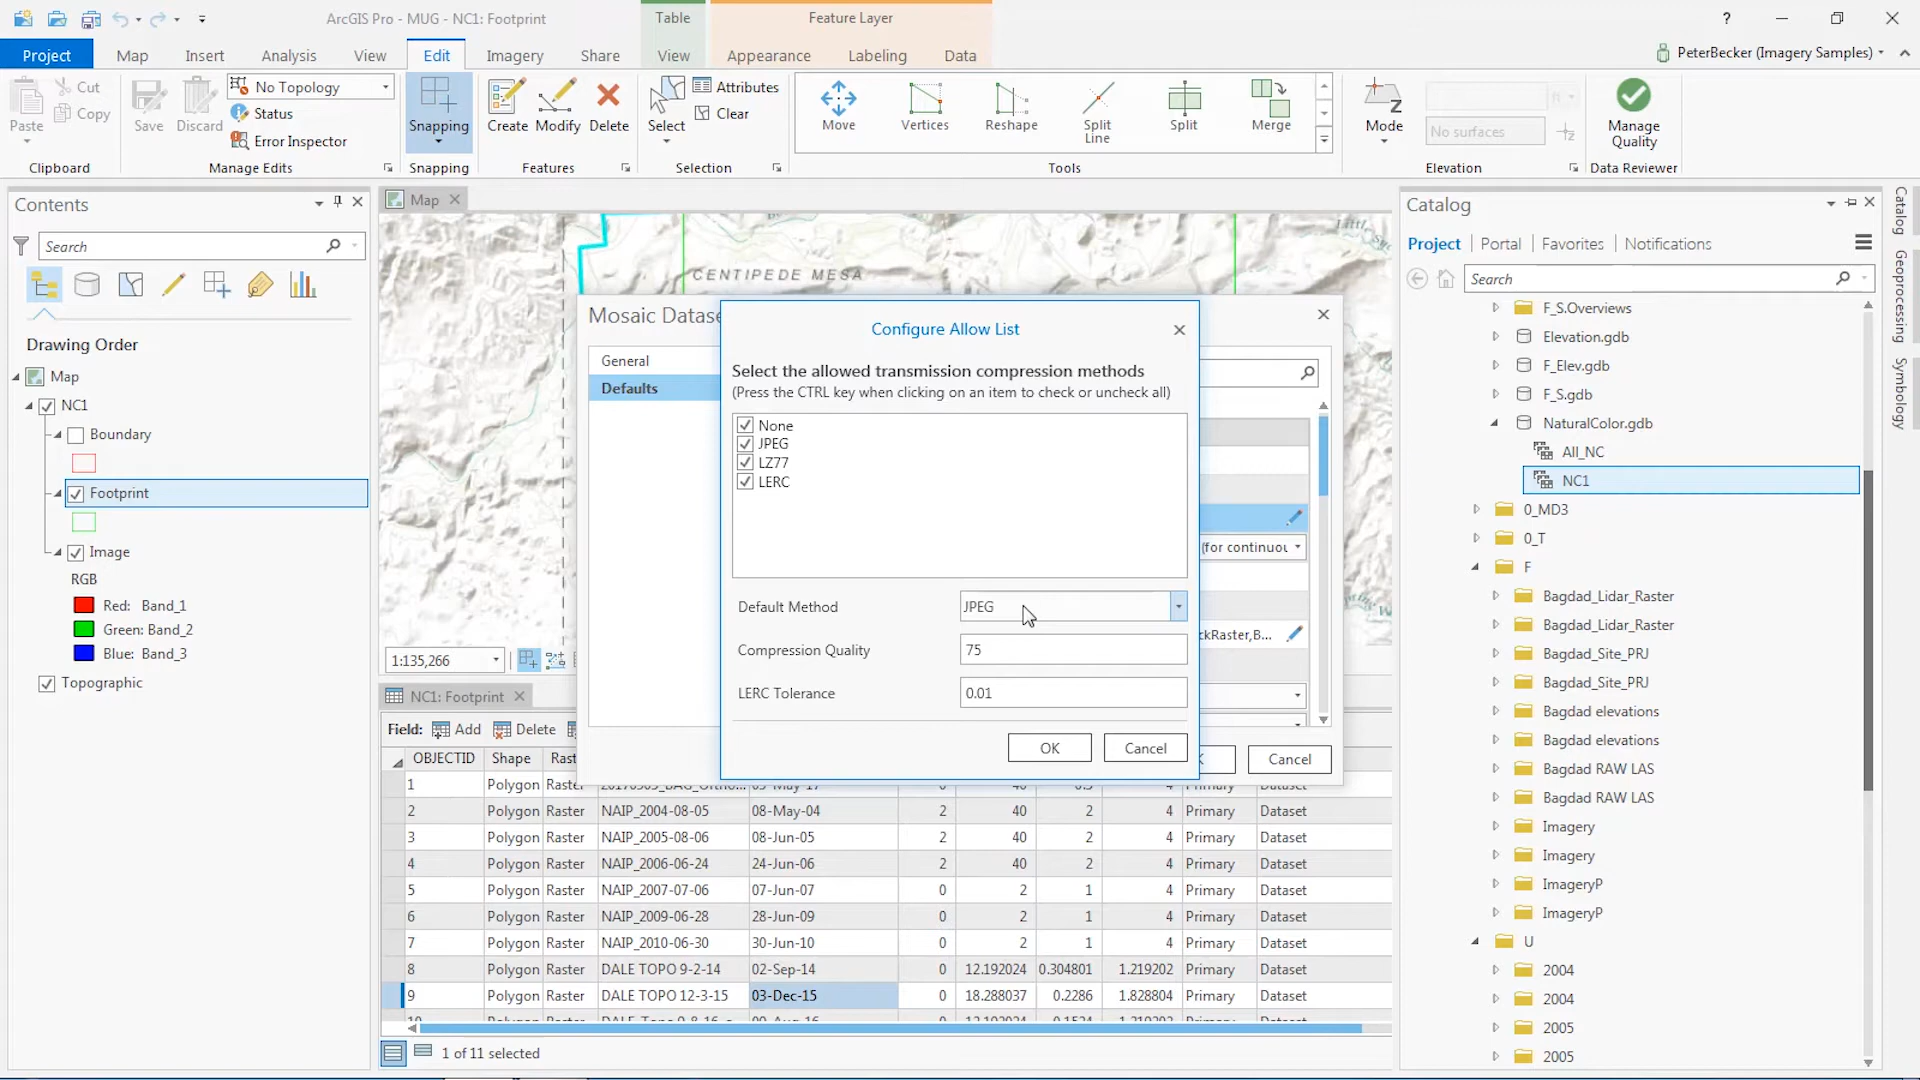 ArcGIS Pro - MUG - NC1: Footprint
Table
Feature Layer
?
Project
Map
Insert
Analysis
View
Edit
Imagery
Share
View
Appearance
Labeling
Data
PeterBecker (Imagery Samples)
Paste
Cut
Copy
Clipboard
Save
Discard
No Topology
Status
Error Inspector
Manage Edits
Snapping
Snapping
Create
Modify
Delete
Features
Select
Attributes
Clear
Selection
Move
Vertices
Reshape
Split
Line
Split
Merge
Tools
Mode
ft
No surfaces
Elevation
Manage
Quality
Data Reviewer
Contents
Search
Drawing Order
Map
NC1
Boundary
Footprint
Image
RGB
Red: Band_1
Green: Band_2
Blue: Band_3
Topographic
Map
CENTIPEDE MESA
1:135,266
Mosaic Datase
General
Defaults
(for continuou
ckRaster,B...
Cancel
Configure Allow List
Select the allowed transmission compression methods
(Press the CTRL key when clicking on an item to check or uncheck all)
None
JPEG
LZ77
LERC
Default Method JPEG
Compression Quality 75
LERC Tolerance 0.01
OK
Cancel
NC1: Footprint
Field: Add Delete
OBJECTID Shape Rast
1 Polygon Raster 4 Primary Dataset
2 Polygon Raster NAIP_2004-08-05 08-May-04 2 40 2 4 Primary Dataset
3 Polygon Raster NAIP_2005-08-06 08-Jun-05 2 40 2 4 Primary Dataset
4 Polygon Raster NAIP_2006-06-24 24-Jun-06 2 40 2 4 Primary Dataset
5 Polygon Raster NAIP_2007-07-06 07-Jun-07 0 2 1 4 Primary Dataset
6 Polygon Raster NAIP_2009-06-28 28-Jun-09 0 2 1 4 Primary Dataset
7 Polygon Raster NAIP_2010-06-30 30-Jun-10 0 2 1 4 Primary Dataset
8 Polygon Raster DALE TOPO 9-2-14 02-Sep-14 0 12.192024 0.304801 1.219202 Primary Dataset
9 Polygon Raster DALE TOPO 12-3-15 03-Dec-15 0 18.288037 0.2286 1.828804 Primary Dataset
1 of 11 selected
Catalog
Project
Portal
Favorites
Notifications
Search
F_S.Overviews
Elevation.gdb
F_Elev.gdb
F_S.gdb
NaturalColor.gdb
All_NC
NC1
0_MD3
0_T
F
Bagdad_Lidar_Raster
Bagdad_Lidar_Raster
Bagdad_Site_PRJ
Bagdad_Site_PRJ
Bagdad elevations
Bagdad elevations
Bagdad RAW LAS
Bagdad RAW LAS
Imagery
Imagery
ImageryP
ImageryP
U
2004
2004
2005
2005
Catalog
Geoprocessing
Symbology